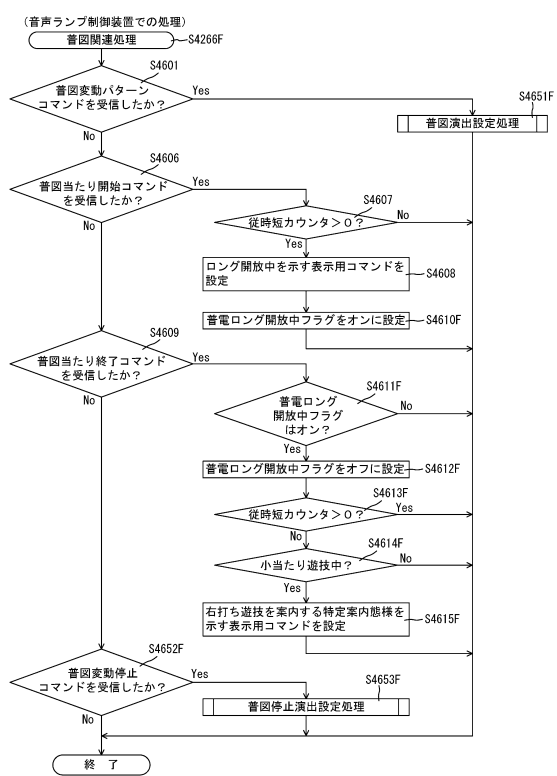 （音声ランプ制御装置での処理）
普図関連処理
S4266F
S4601
普図変動パターン
コマンドを受信したか？
Yes
No
S4651F
普図演出設定処理
S4606
普図当たり開始コマンド
を受信したか？
Yes
No
S4607
従時短カウンタ＞０？
No
Yes
ロング開放中を示す表示用コマンドを
設定
S4608
普電ロング開放中フラグをオンに設定
S4610F
S4609
普図当たり終了コマンド
を受信したか？
Yes
No
S4611F
普電ロング
開放中フラグ
はオン？
No
Yes
普電ロング開放中フラグをオフに設定
S4612F
S4613F
従時短カウンタ＞０？
Yes
No
S4614F
小当たり遊技中？
No
Yes
右打ち遊技を案内する特定案内態様を
示す表示用コマンドを設定
S4615F
S4652F
普図変動停止
コマンドを受信したか？
Yes
No
S4653F
普図停止演出設定処理
終　了